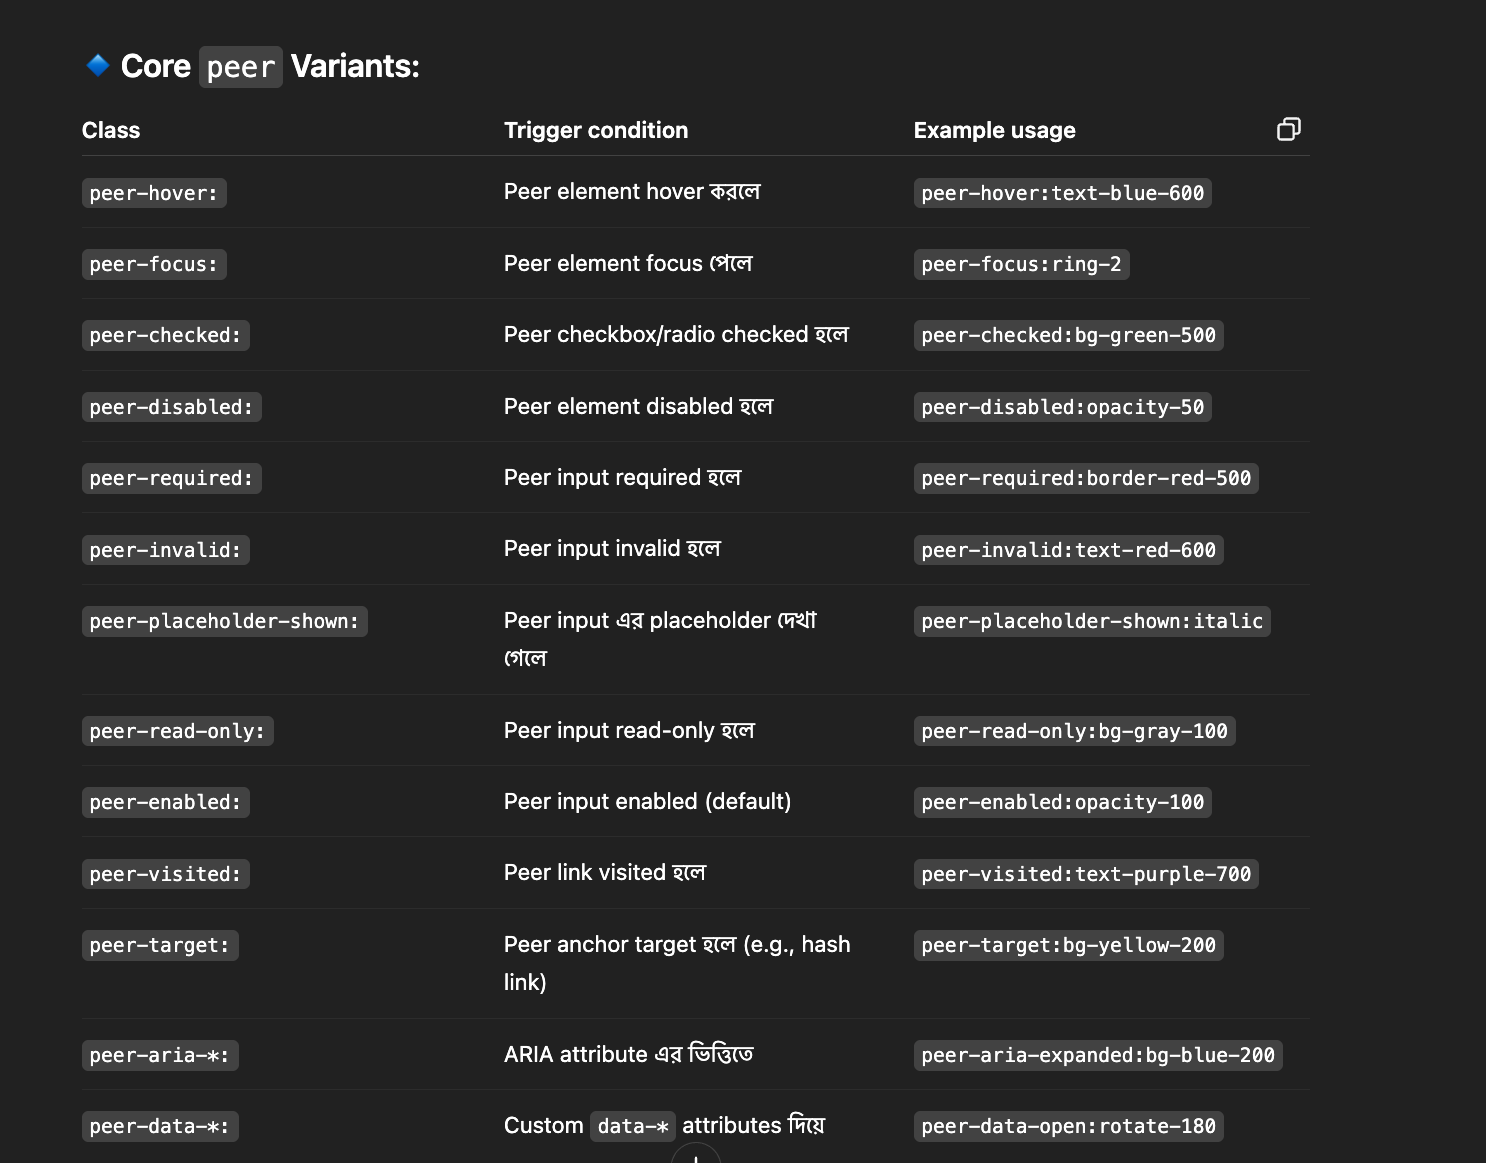 🔹 Core peer Variants:
Class Trigger condition Example usage
peer-hover: Peer element hover করলে peer-hover:text-blue-600
peer-focus: Peer element focus পেলে peer-focus:ring-2
peer-checked: Peer checkbox/radio checked হলে peer-checked:bg-green-500
peer-disabled: Peer element disabled হলে peer-disabled:opacity-50
peer-required: Peer input required হলে peer-required:border-red-500
peer-invalid: Peer input invalid হলে peer-invalid:text-red-600
peer-placeholder-shown: Peer input এর placeholder দেখা peer-placeholder-shown:italic
গেলে
peer-read-only: Peer input read-only হলে peer-read-only:bg-gray-100
peer-enabled: Peer input enabled (default) peer-enabled:opacity-100
peer-visited: Peer link visited হলে peer-visited:text-purple-700
peer-target: Peer anchor target হলে (e.g., hash peer-target:bg-yellow-200
link)
peer-aria-*: ARIA attribute এর ভিত্তিতে peer-aria-expanded:bg-blue-200
peer-data-*: Custom data-* attributes দিয়ে peer-data-open:rotate-180